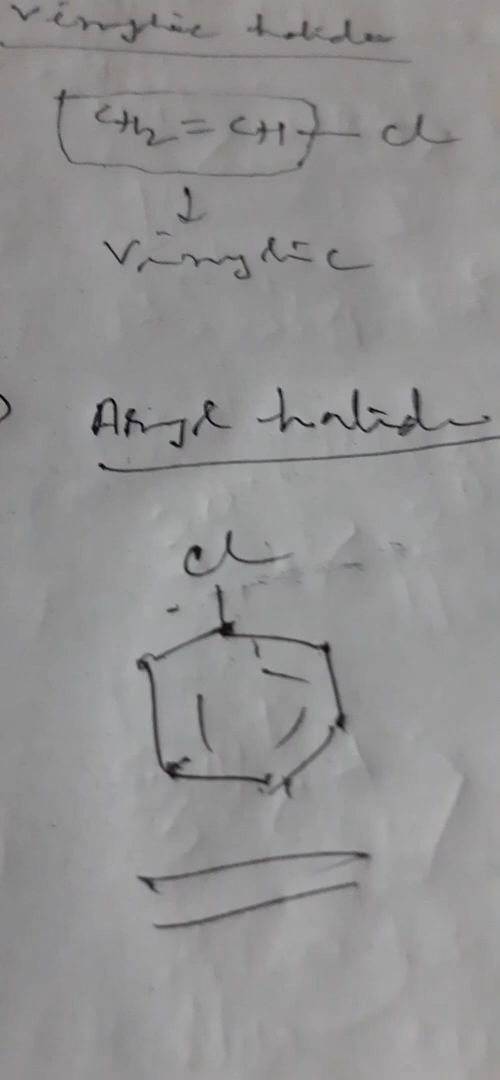 Vinylic halide
CH2 = CH - Cl
↓
Vinylic
Aryl halide
Cl